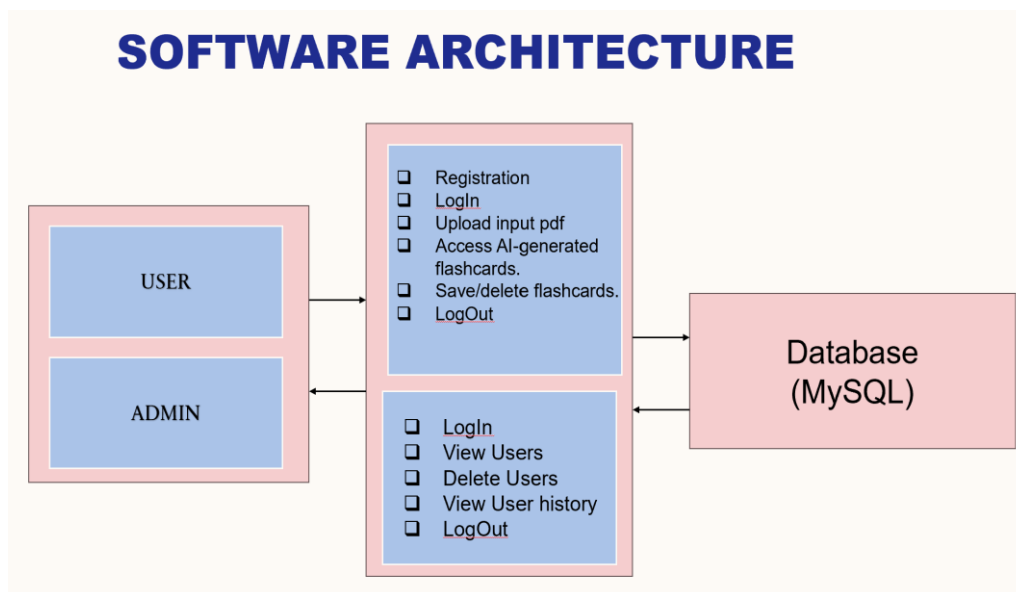 SOFTWARE ARCHITECTURE
USER
ADMIN
Registration
LogIn
Upload input pdf
Access AI-generated
flashcards.
Save/delete flashcards.
LogOut
LogIn
View Users
Delete Users
View User history
LogOut
Database
(MySQL)